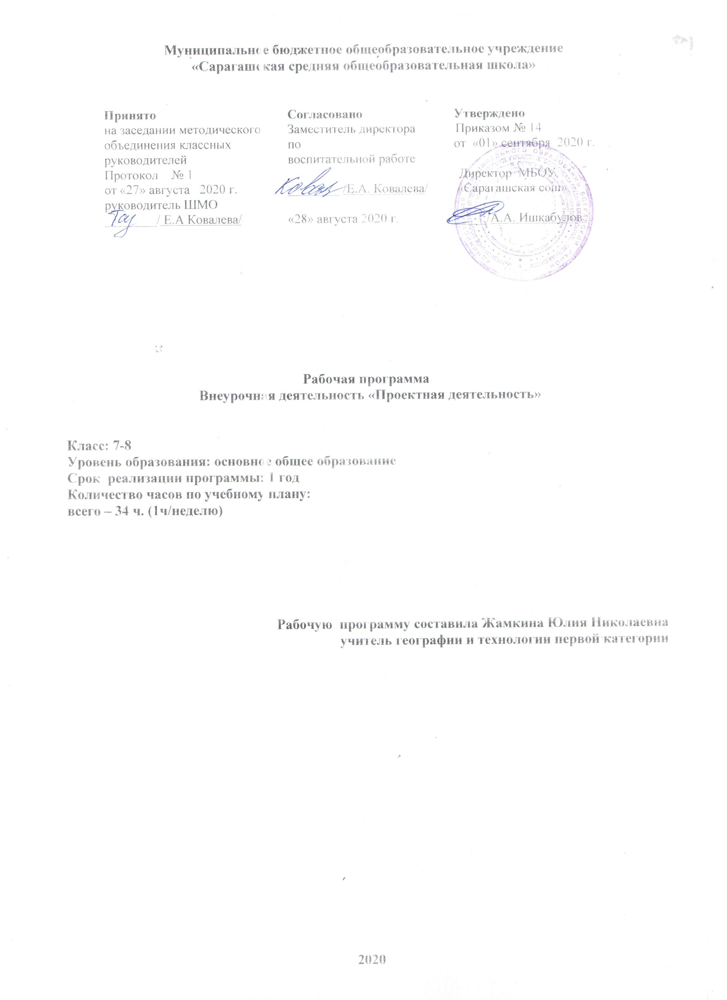 Муниципальное бюджетное общеобразовательное учреждение
«Сарагашская средняя общеобразовательная школа»
Принято
на заседании методического
объединения классных
руководителей
Протокол № 1
от «27» августа 2020 г.
руководитель ШМО
/ Е.А Ковалева/
Согласовано
Заместитель директора
по
воспитательной работе
/Е.А. Ковалева/
«28» августа 2020 г.
Утверждено
Приказом № 14
от «01» сентября 2020 г.
Директор МБОУ
«Сарагашская сош»
/А.А. Ишкабулов/
Рабочая программа
Внеурочная деятельность «Проектная деятельность»
Класс: 7-8
Уровень образования: основное общее образование
Срок реализации программы: 1 год
Количество часов по учебному плану:
всего – 34 ч. (1ч/неделю)
Рабочую программу составила Жамкина Юлия Николаевна
учитель географии и технологии первой категории
2020